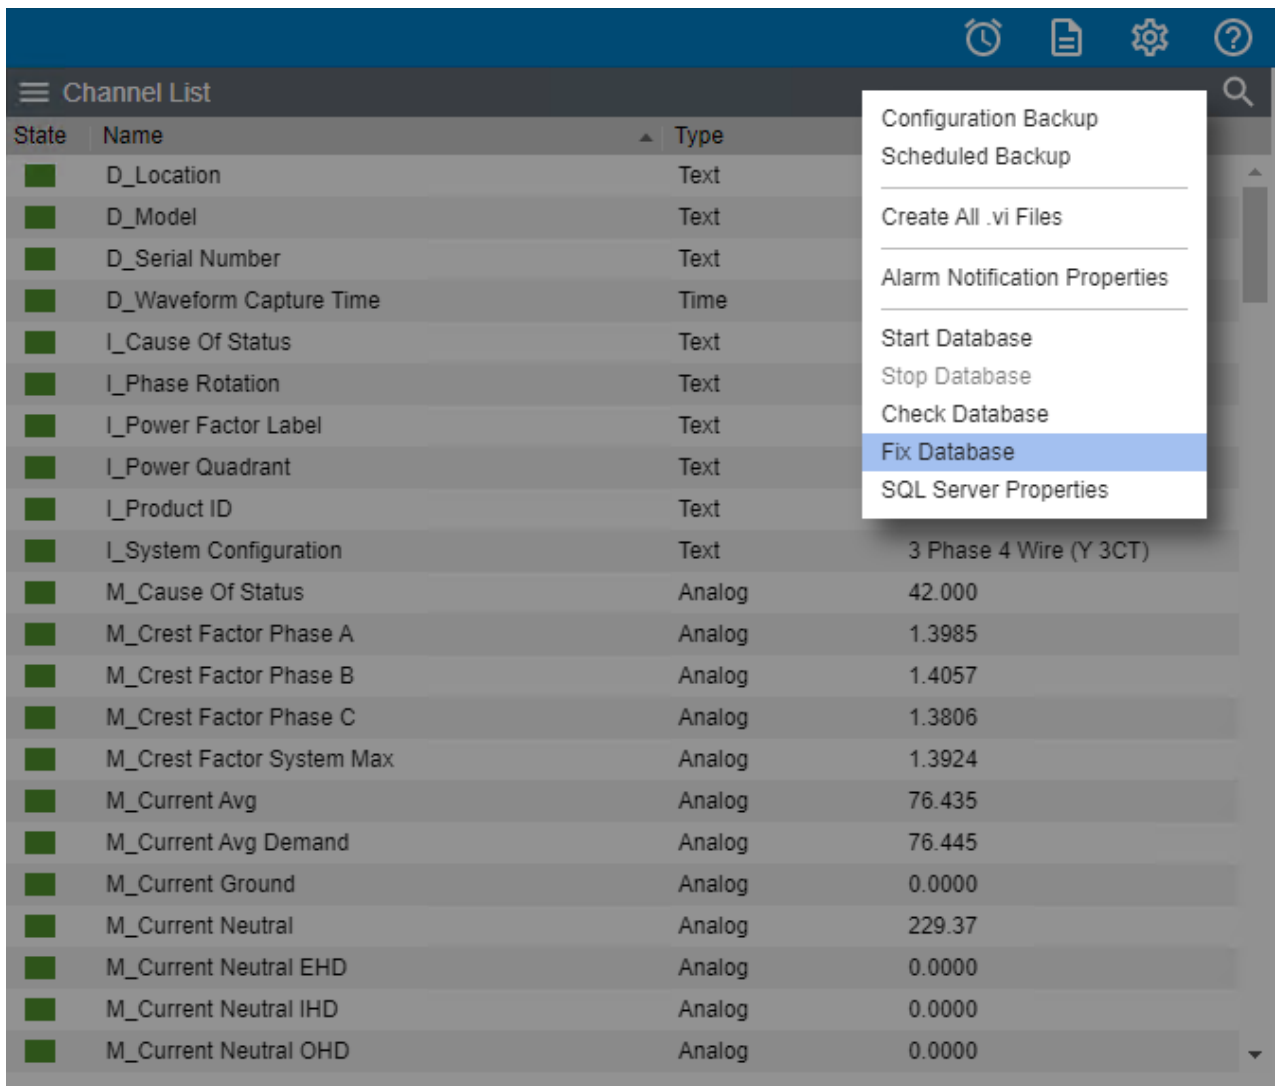 Channel List
State Name Type
D_Location Text
D_Model Text
D_Serial Number Text
D_Waveform Capture Time Time
I_Cause Of Status Text
I_Phase Rotation Text
I_Power Factor Label Text
I_Power Quadrant Text
I_Product ID Text
I_System Configuration Text 3 Phase 4 Wire (Y 3CT)
M_Cause Of Status Analog 42.000
M_Crest Factor Phase A Analog 1.3985
M_Crest Factor Phase B Analog 1.4057
M_Crest Factor Phase C Analog 1.3806
M_Crest Factor System Max Analog 1.3924
M_Current Avg Analog 76.435
M_Current Avg Demand Analog 76.445
M_Current Ground Analog 0.0000
M_Current Neutral Analog 229.37
M_Current Neutral EHD Analog 0.0000
M_Current Neutral IHD Analog 0.0000
M_Current Neutral OHD Analog 0.0000
Configuration Backup
Scheduled Backup
Create All .vi Files
Alarm Notification Properties
Start Database
Stop Database
Check Database
Fix Database
SQL Server Properties